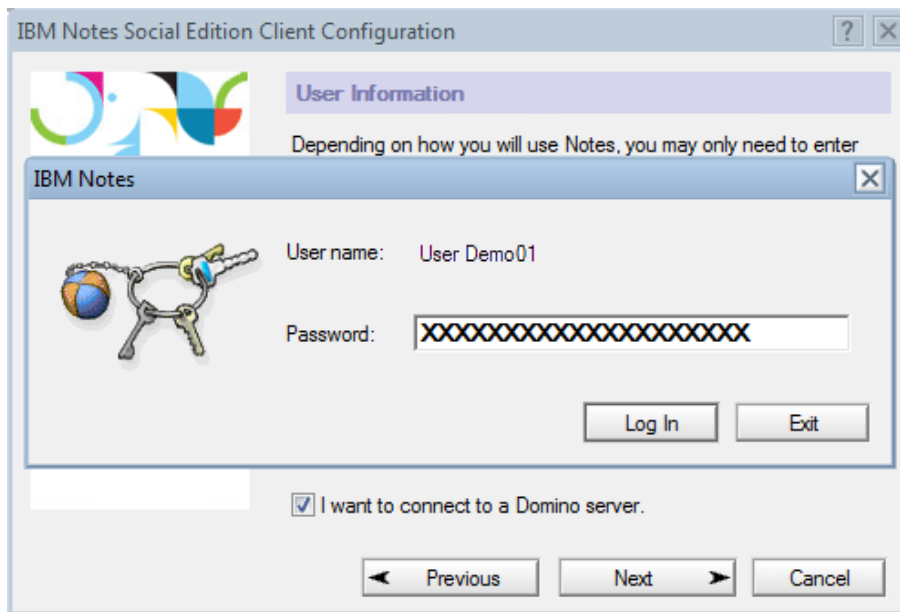 IBM Notes Social Edition Client Configuration
User Information
Depending on how you will use Notes, you may only need to enter
IBM Notes
User name: User Demo01
Password: XXXXXXXXXXXXXXXXXXXX
Log In Exit
I want to connect to a Domino server.
Previous Next Cancel